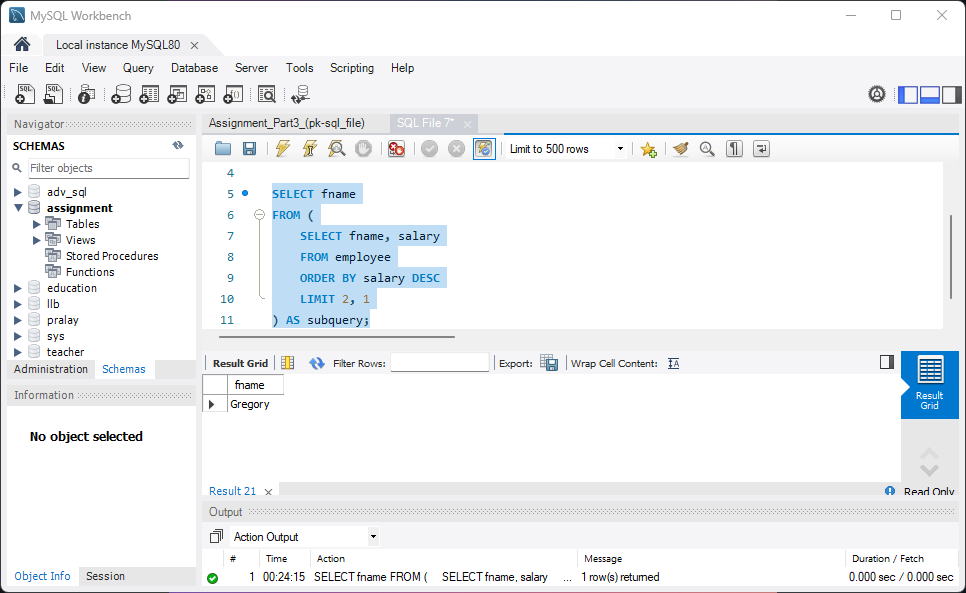 MySQL Workbench
Local instance MySQL80
File Edit View Query Database Server Tools Scripting Help
Navigator
SCHEMAS
Filter objects
adv_sql
assignment
Tables
Views
Stored Procedures
Functions
education
llb
pralay
sys
teacher
Administration Schemas
Information
No object selected
Object Info Session
Assignment_Part3_(pk-sql_file) SQL File 7*
Limit to 500 rows
4
5 SELECT fname
6 FROM (
7 SELECT fname, salary
8 FROM employee
9 ORDER BY salary DESC
10 LIMIT 2, 1
11 ) AS subquery;
Result Grid Filter Rows: Export: Wrap Cell Content:
fname
Gregory
Result Grid
Result 21 Read Only
Output
Action Output
# Time Action Message Duration / Fetch
1 00:24:15 SELECT fname FROM ( SELECT fname, salary ... 1 row(s) returned 0.000 sec / 0.000 sec